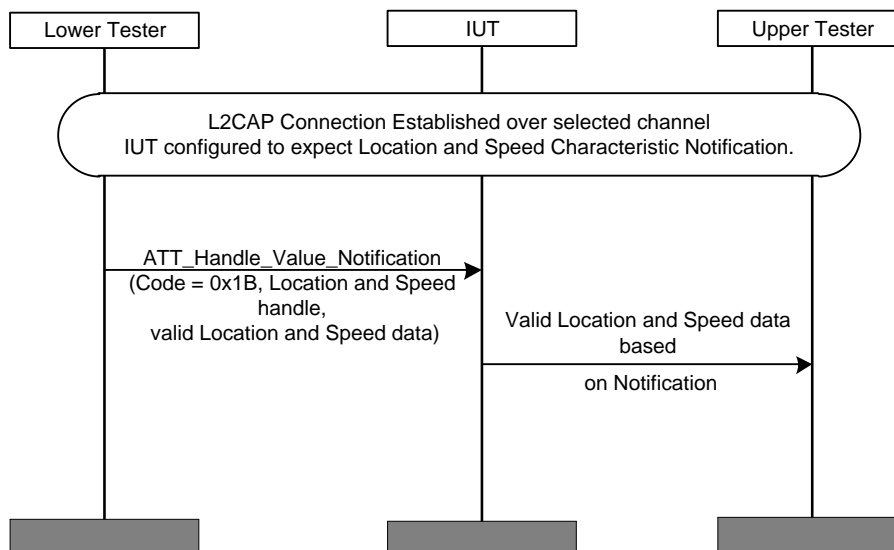 Lower Tester
IUT
Upper Tester
L2CAP Connection Established over selected channel
IUT configured to expect Location and Speed Characteristic Notification.
ATT_Handle_Value_Notification
(Code = 0x1B, Location and Speed
handle,
valid Location and Speed data)
Valid Location and Speed data
based
on Notification